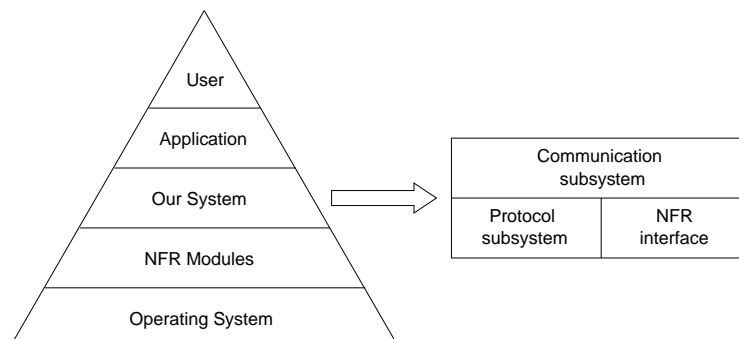 User
Application
Our System
NFR Modules
Operating System
Communication
subsystem
Protocol
subsystem
NFR
interface